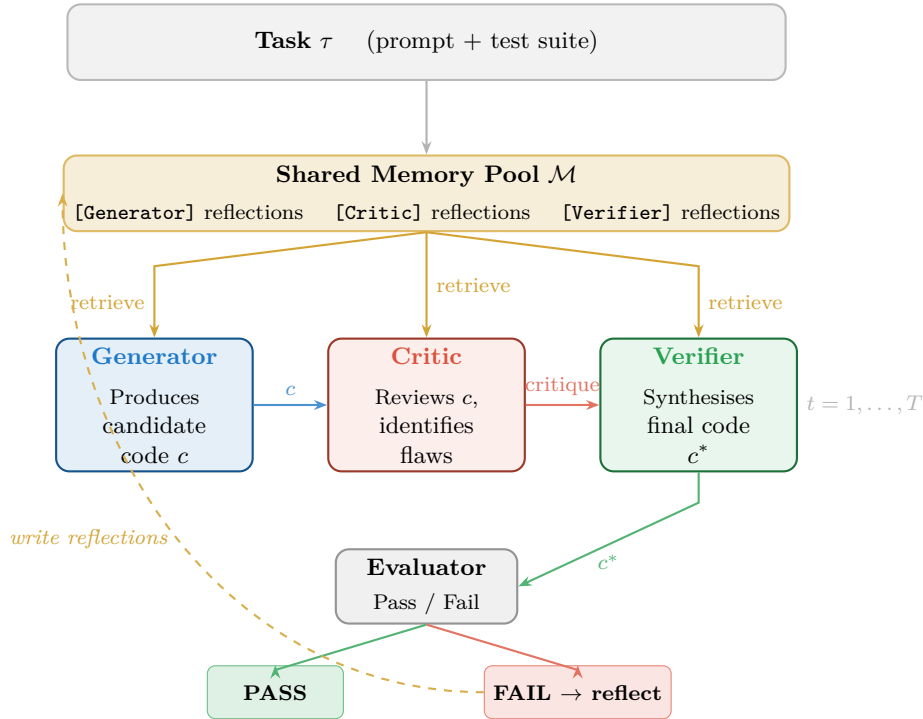 Task τ (prompt + test suite)
Shared Memory Pool ℳ
[Generator] reflections [Critic] reflections [Verifier] reflections
retrieve
retrieve
retrieve
Generator
Produces
candidate
code c
c
Critic
Reviews c,
identifies
flaws
critique
Verifier
Synthesises
final code
c*
t = 1, . . . , T
write reflections
c*
Evaluator
Pass / Fail
PASS
FAIL → reflect